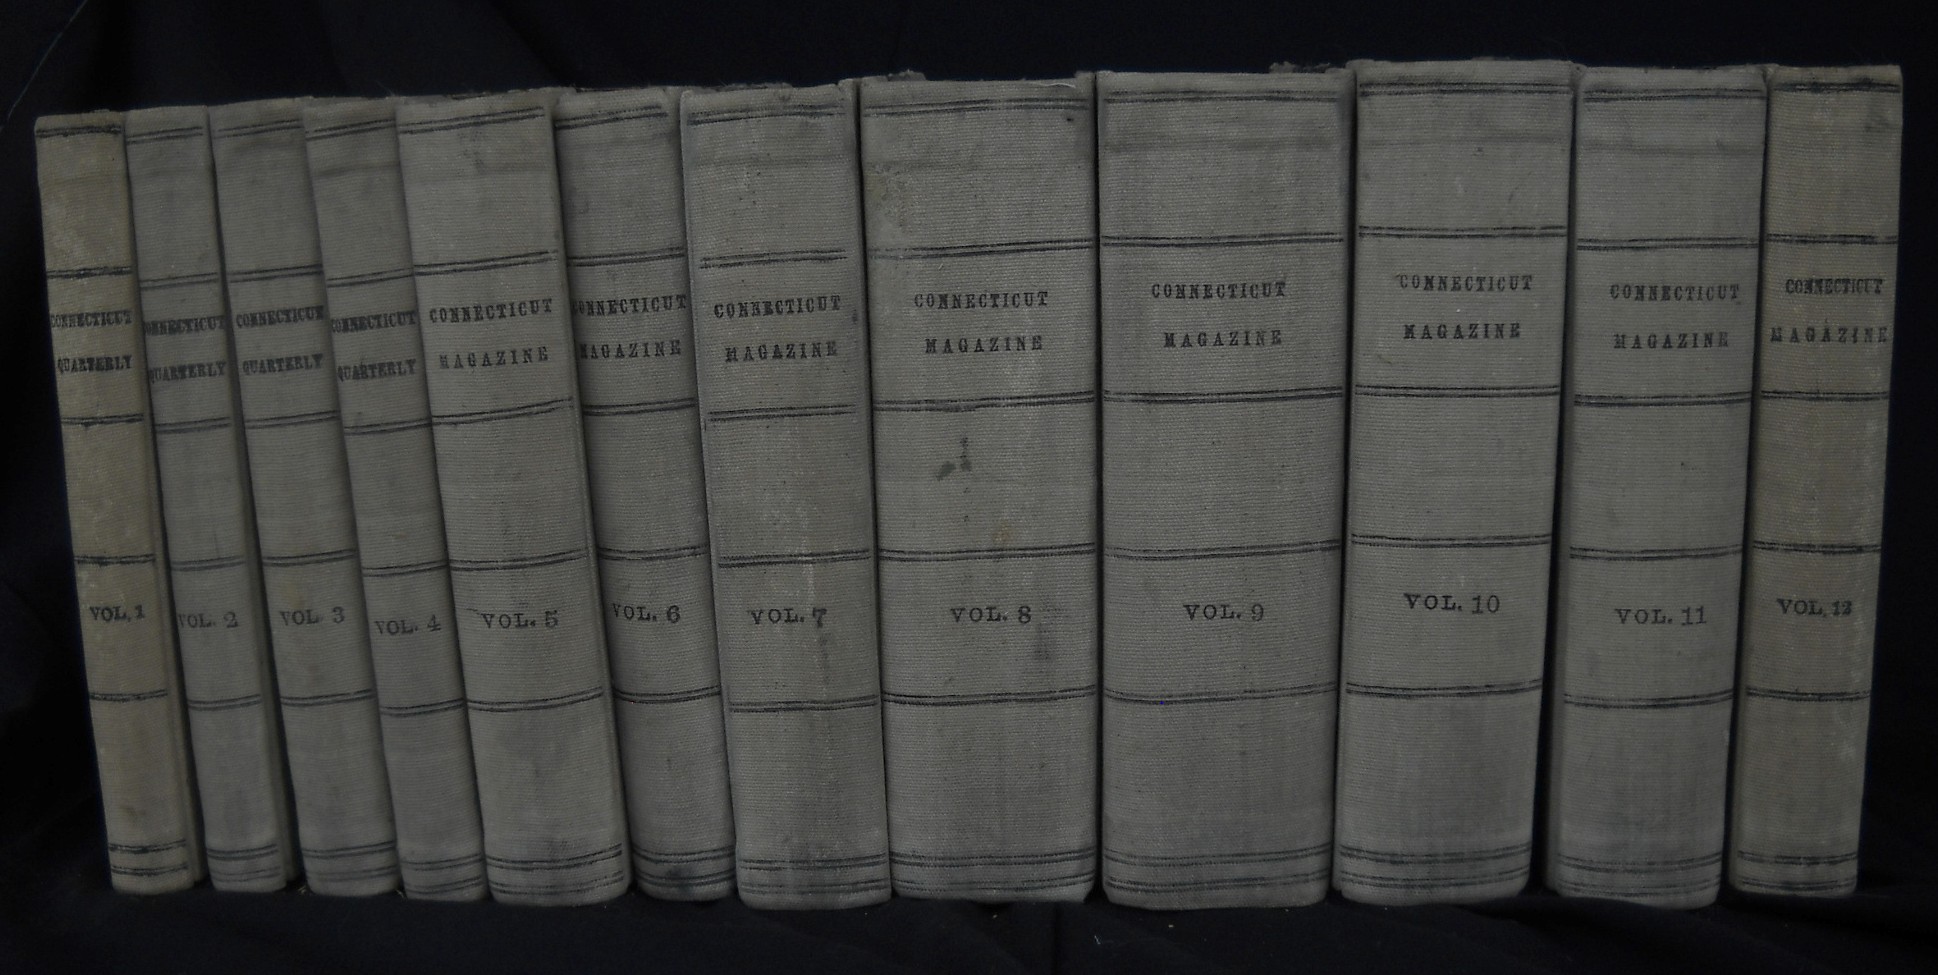 CONNECTICUT
QUARTERLY
VOL. 1
CONNECTICUT
QUARTERLY
VOL. 2
CONNECTICUT
QUARTERLY
VOL. 3
CONNECTICUT
QUARTERLY
VOL. 4
CONNECTICUT
MAGAZINE
VOL. 5
CONNECTICUT
MAGAZINE
VOL. 6
CONNECTICUT
MAGAZINE
VOL. 7
CONNECTICUT
MAGAZINE
VOL. 8
CONNECTICUT
MAGAZINE
VOL. 9
CONNECTICUT
MAGAZINE
VOL. 10
CONNECTICUT
MAGAZINE
VOL. 11
CONNECTICUT
MAGAZINE
VOL. 12